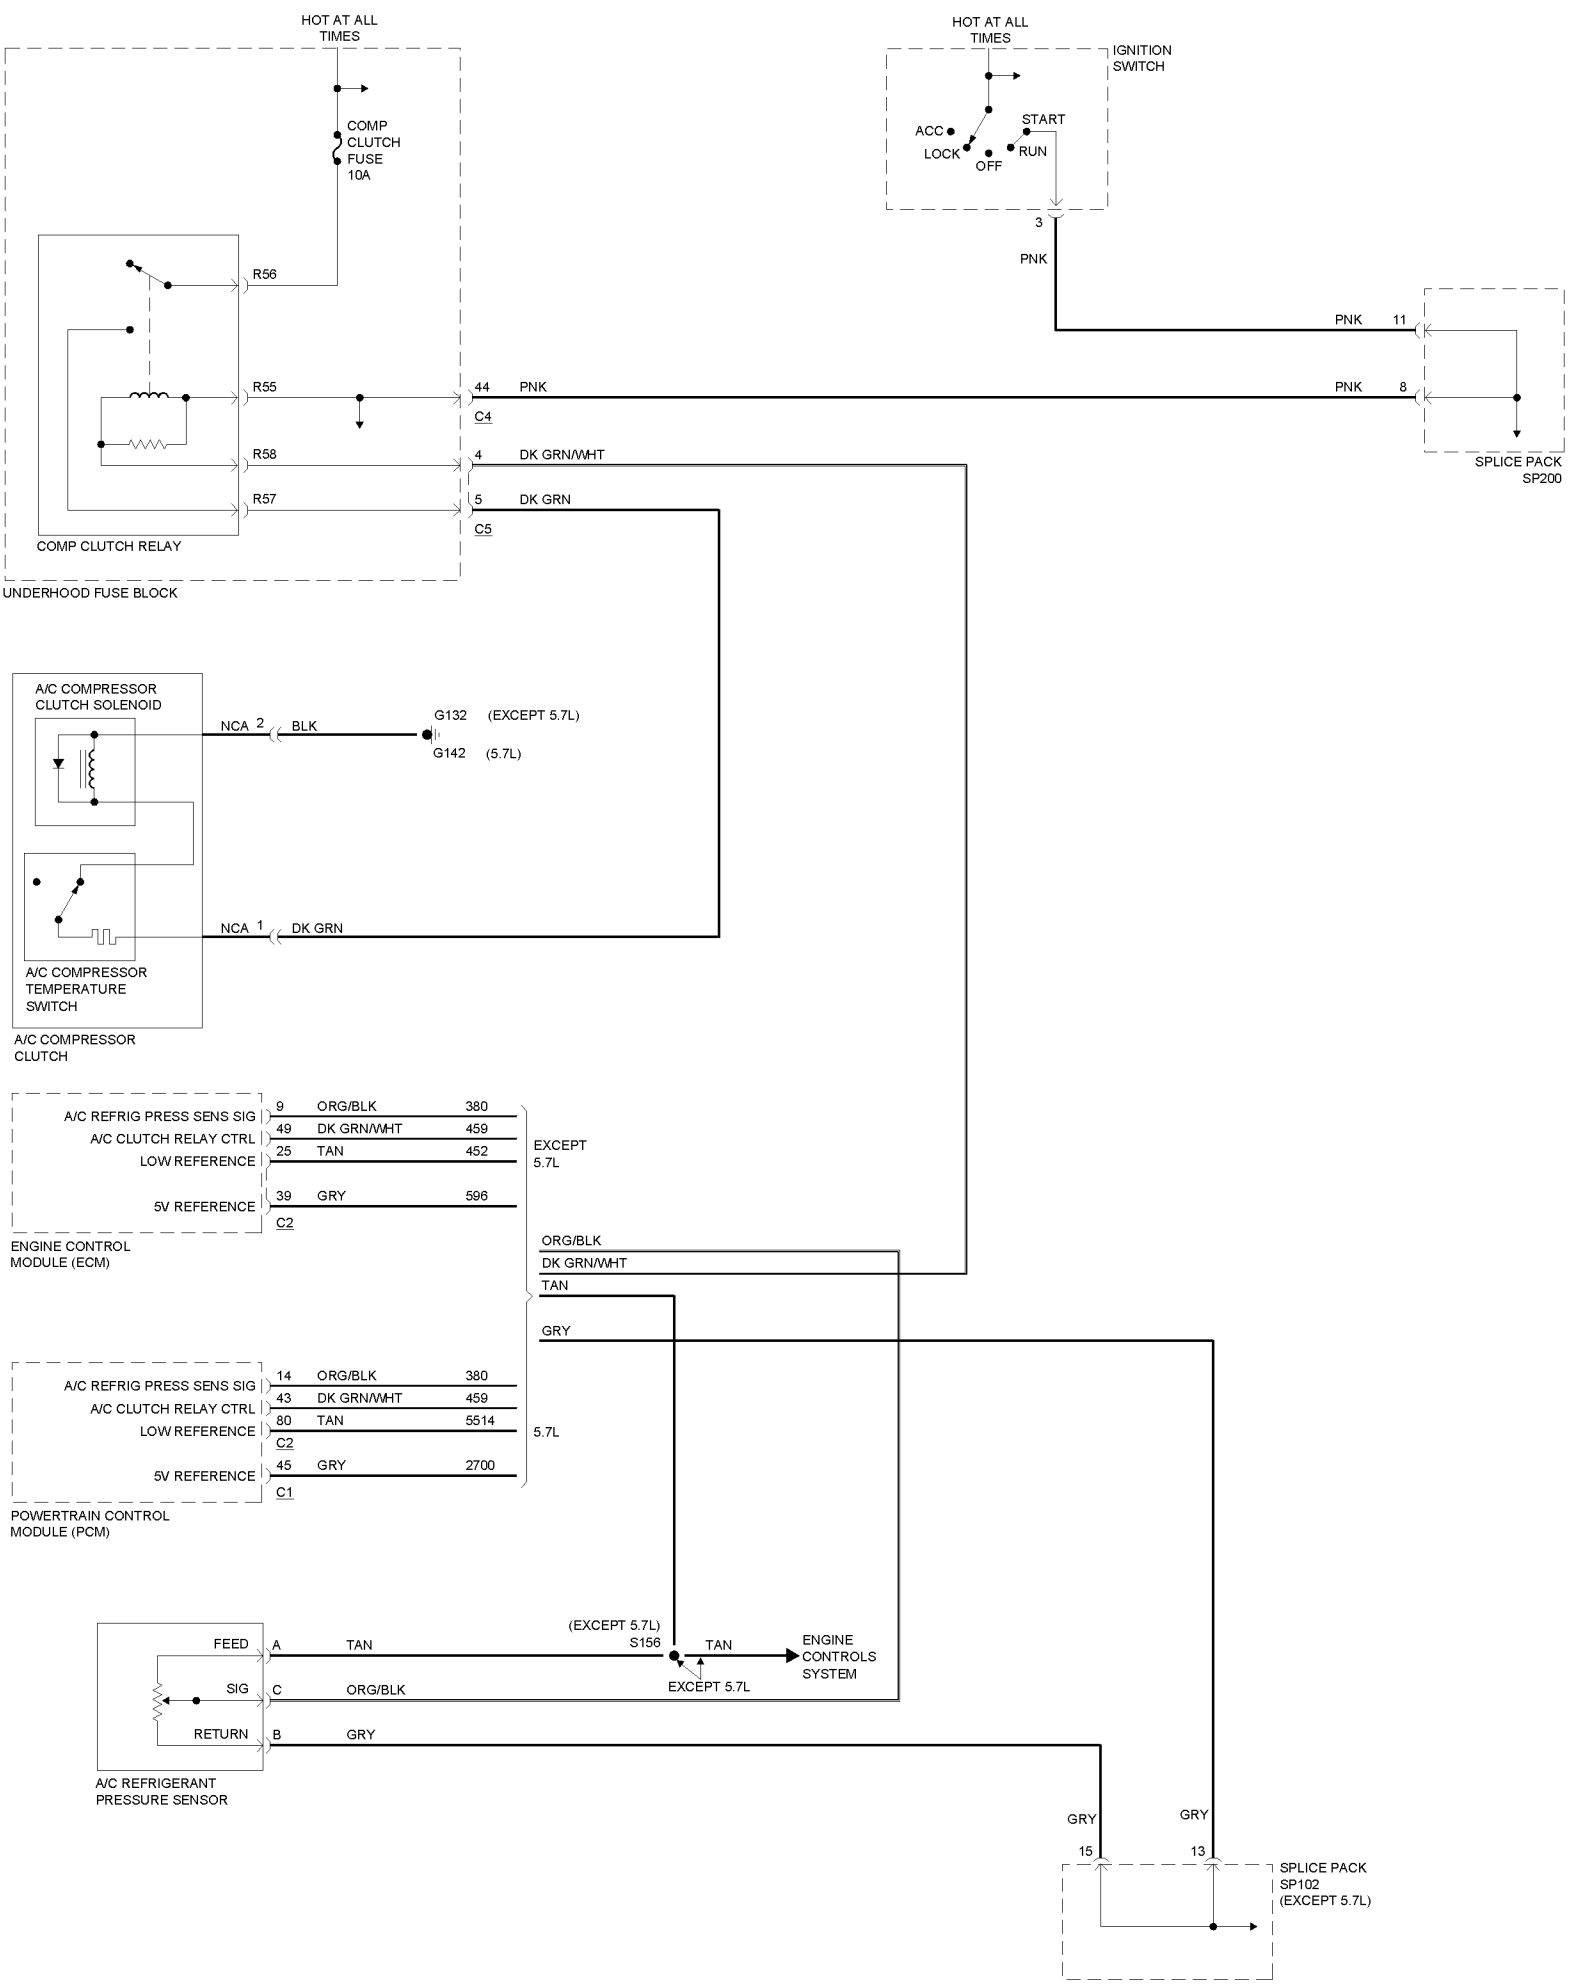 HOT AT ALL
TIMES
HOT AT ALL
TIMES
IGNITION
SWITCH
COMP
CLUTCH
FUSE
10A
ACC
LOCK
OFF
START
RUN
3
PNK
R56
PNK 11
R55
44 PNK
C4
PNK 8
R58
4 DK GRN/WHT
SPLICE PACK
SP200
R57
5 DK GRN
C5
COMP CLUTCH RELAY
UNDERHOOD FUSE BLOCK
A/C COMPRESSOR
CLUTCH SOLENOID
NCA 2 BLK
G132 (EXCEPT 5.7L)
G142 (5.7L)
NCA 1 DK GRN
A/C COMPRESSOR
TEMPERATURE
SWITCH
A/C COMPRESSOR
CLUTCH
A/C REFRIG PRESS SENS SIG 9 ORG/BLK 380
A/C CLUTCH RELAY CTRL 49 DK GRN/WHT 459
LOW REFERENCE 25 TAN 452
5V REFERENCE 39 GRY 596
C2
EXCEPT
5.7L
ENGINE CONTROL
MODULE (ECM)
ORG/BLK
DK GRN/WHT
TAN
GRY
A/C REFRIG PRESS SENS SIG 14 ORG/BLK 380
A/C CLUTCH RELAY CTRL 43 DK GRN/WHT 459
LOW REFERENCE 80 TAN 5514
C2
5V REFERENCE 45 GRY 2700
C1
5.7L
POWERTRAIN CONTROL
MODULE (PCM)
(EXCEPT 5.7L)
S156
FEED A TAN
TAN
ENGINE
CONTROLS
SYSTEM
EXCEPT 5.7L
SIG C ORG/BLK
RETURN B GRY
A/C REFRIGERANT
PRESSURE SENSOR
GRY
GRY
15
13
SPLICE PACK
SP102
(EXCEPT 5.7L)